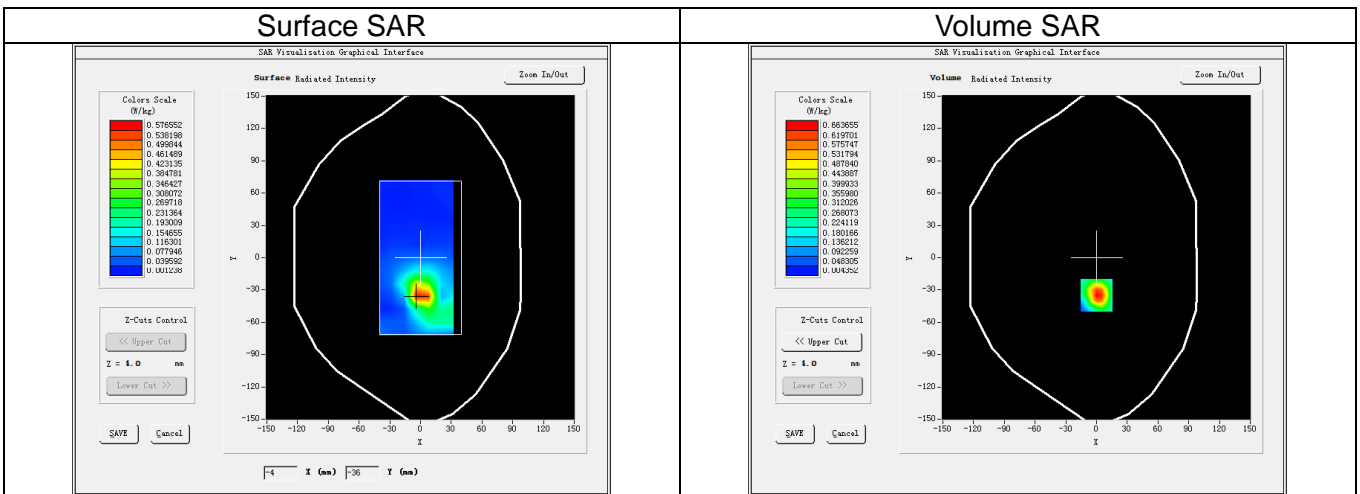 Surface SAR
SAR Visualisation Graphical Interface
Surface Radiated Intensity
Zoom In/Out
Colors Scale
(W/kg)
0.576552
0.538198
0.499844
0.461489
0.423135
0.384781
0.346427
0.308072
0.269718
0.231364
0.193009
0.154655
0.116301
0.077946
0.039592
0.001238
Z-Cuts Control
<< Upper Cut
Z = 4.0 mm
Lower Cut >>
SAVE
Cancel
150
120
90
60
30
0
-30
-60
-90
-120
-150
Y
-150 -120 -90 -60 -30 0 30 60 90 120 150
X
-4 X (mm) -36 Y (mm)
Volume SAR
SAR Visualisation Graphical Interface
Volume Radiated Intensity
Zoom In/Out
Colors Scale
(W/kg)
0.663655
0.619701
0.575747
0.531794
0.487840
0.443887
0.399933
0.355980
0.312026
0.268073
0.224119
0.180166
0.136212
0.092259
0.048305
0.004352
Z-Cuts Control
<< Upper Cut
Z = 4.0 mm
Lower Cut >>
SAVE
Cancel
150
120
90
60
30
0
-30
-60
-90
-120
-150
Y
-150 -120 -90 -60 -30 0 30 60 90 120 150
X